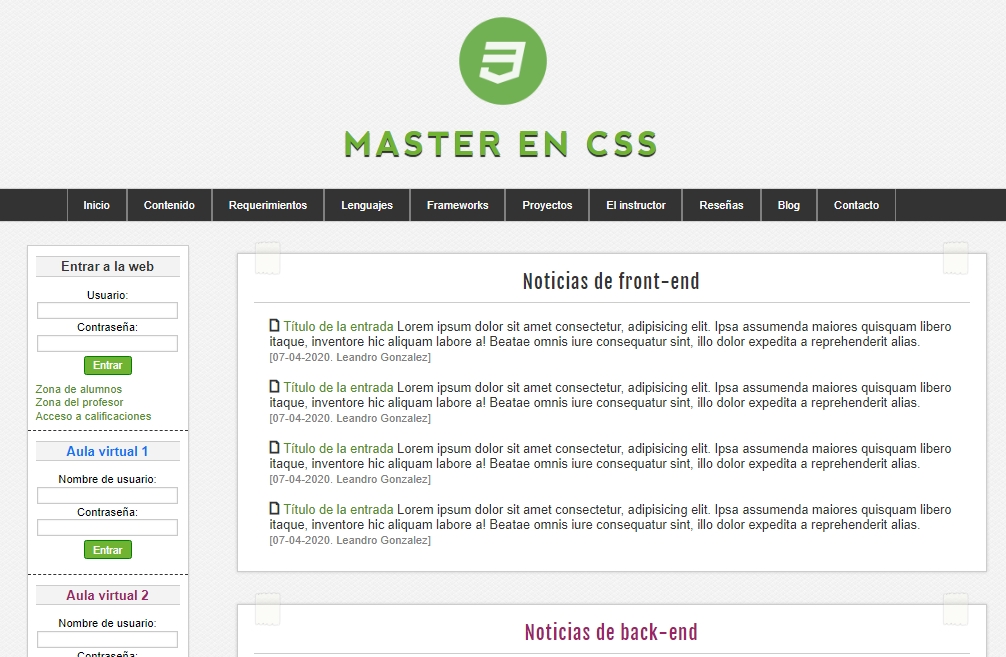 MASTER EN CSS
Inicio Contenido Requerimientos Lenguajes Frameworks Proyectos El instructor Reseñas Blog Contacto
Entrar a la web
Usuario:
Contraseña:
Entrar
Zona de alumnos
Zona del profesor
Acceso a calificaciones
Aula virtual 1
Nombre de usuario:
Contraseña:
Entrar
Aula virtual 2
Nombre de usuario:
Contraseña:
Noticias de front-end
Título de la entrada Lorem ipsum dolor sit amet consectetur, adipisicing elit. Ipsa assumenda maiores quisquam libero
itaque, inventore hic aliquam labore a! Beatae omnis iure consequatur sint, illo dolor expedita a reprehenderit alias.
[07-04-2020. Leandro Gonzalez]
Título de la entrada Lorem ipsum dolor sit amet consectetur, adipisicing elit. Ipsa assumenda maiores quisquam libero
itaque, inventore hic aliquam labore a! Beatae omnis iure consequatur sint, illo dolor expedita a reprehenderit alias.
[07-04-2020. Leandro Gonzalez]
Título de la entrada Lorem ipsum dolor sit amet consectetur, adipisicing elit. Ipsa assumenda maiores quisquam libero
itaque, inventore hic aliquam labore a! Beatae omnis iure consequatur sint, illo dolor expedita a reprehenderit alias.
[07-04-2020. Leandro Gonzalez]
Título de la entrada Lorem ipsum dolor sit amet consectetur, adipisicing elit. Ipsa assumenda maiores quisquam libero
itaque, inventore hic aliquam labore a! Beatae omnis iure consequatur sint, illo dolor expedita a reprehenderit alias.
[07-04-2020. Leandro Gonzalez]
Noticias de back-end